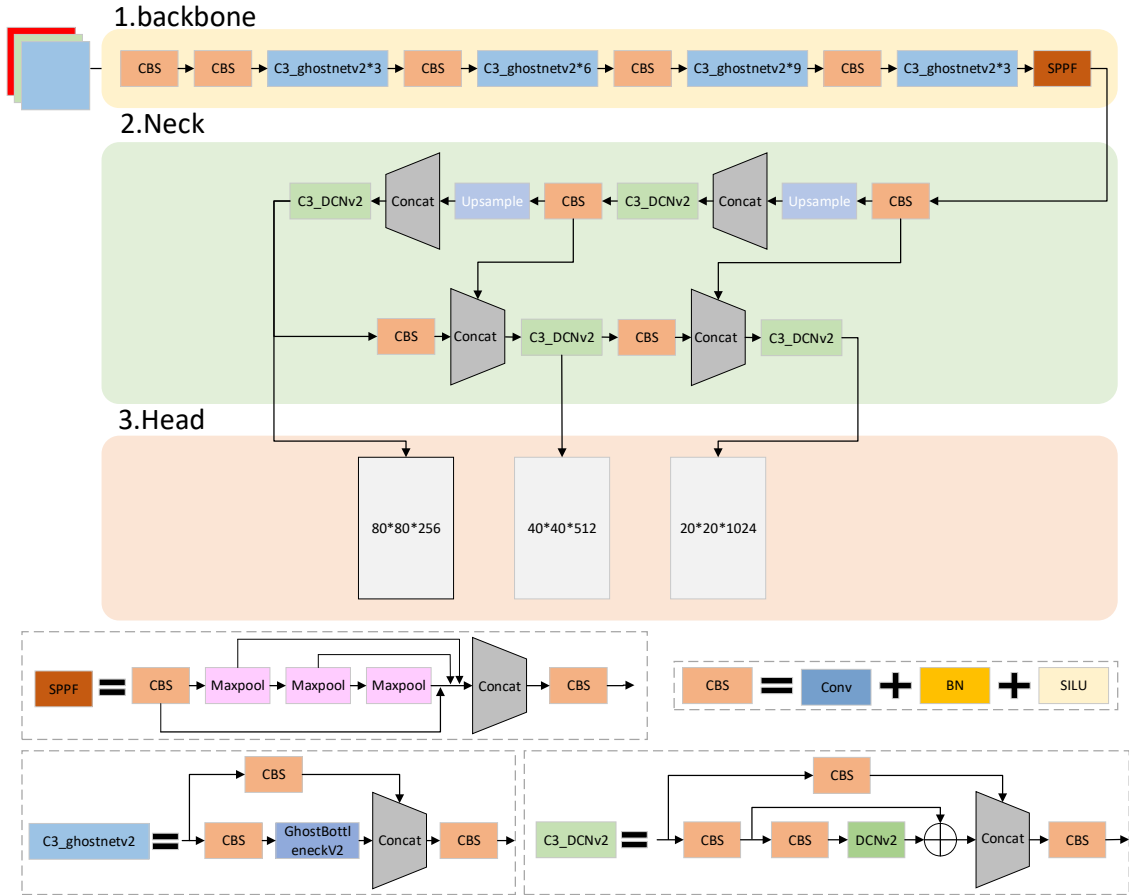 1.backbone
CBS CBS C3_ghostnetv2*3 CBS C3_ghostnetv2*6 CBS C3_ghostnetv2*9 CBS C3_ghostnetv2*3 SPPF
2.Neck
C3_DCNv2 Concat Upsample CBS C3_DCNv2 Concat Upsample CBS
CBS Concat C3_DCNv2 CBS Concat C3_DCNv2
3.Head
80*80*256 40*40*512 20*20*1024
SPPF = CBS Maxpool Maxpool Maxpool Concat CBS
CBS = Conv + BN + SILU
CBS
C3_ghostnetv2 = CBS GhostBottl
eneckV2 Concat CBS
CBS
C3_DCNv2 = CBS CBS DCNv2 Concat CBS